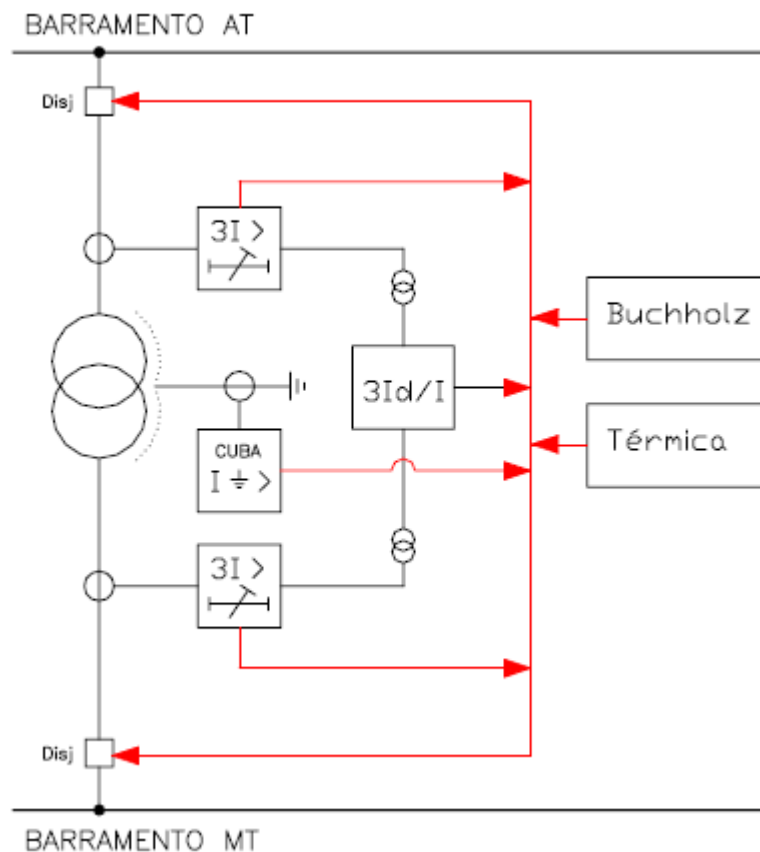 BARRAMENTO AT
Disj
3I >
Buchholz
3Id/I
CUBA
I ⏚ >
Térmica
3I >
Disj
BARRAMENTO MT